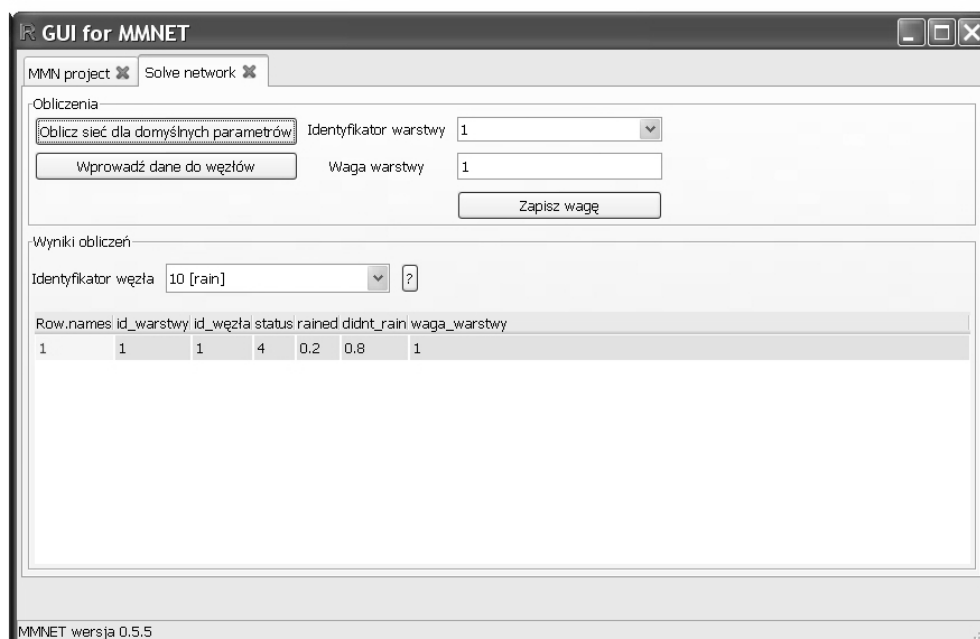 R GUI for MMNET
MMN project Solve network
Obliczenia
Oblicz sieć dla domyślnych parametrów Identyfikator warstwy 1
Wprowadź dane do węzłów Waga warstwy 1
Zapisz wagę
Wyniki obliczeń
Identyfikator węzła 10 [rain] ?
Row.names id_warstwy id_węzła status rained didnt_rain waga_warstwy
1 1 1 4 0.2 0.8 1
MMNET wersja 0.5.5